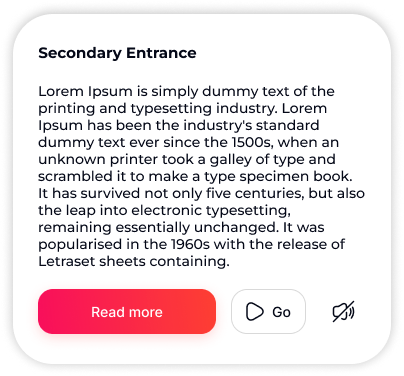 Secondary Entrance
Lorem Ipsum is simply dummy text of the
printing and typesetting industry. Lorem
Ipsum has been the industry's standard
dummy text ever since the 1500s, when an
unknown printer took a galley of type and
scrambled it to make a type specimen book.
It has survived not only five centuries, but also
the leap into electronic typesetting,
remaining essentially unchanged. It was
popularised in the 1960s with the release of
Letraset sheets containing.
Read more
Go